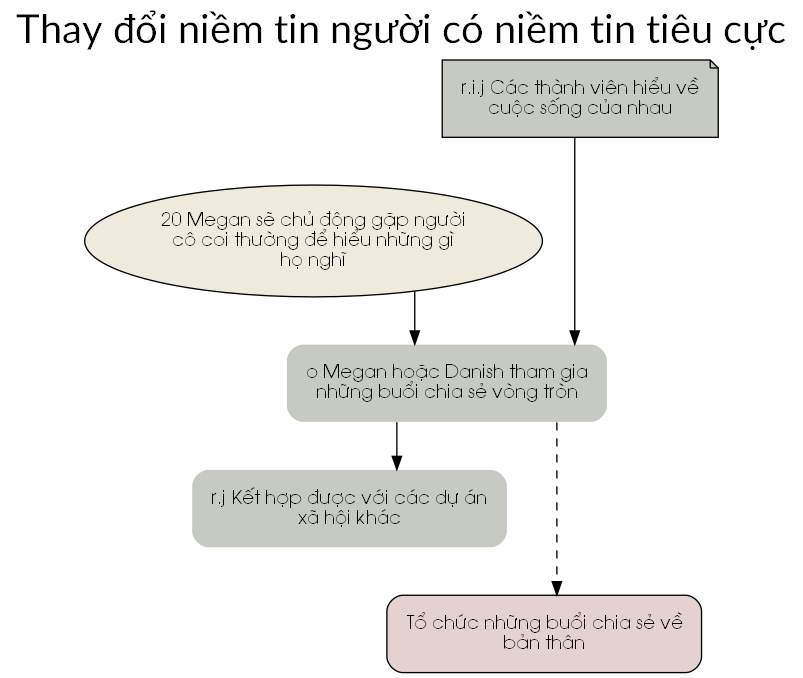 Thay đổi niềm tin người có niềm tin tiêu cực
r.i.j Các thành viên hiểu về
cuộc sống của nhau
20 Megan sẽ chủ động gặp người
cô coi thường để hiểu những gì
họ nghĩ
o Megan hoặc Danish tham gia
những buổi chia sẻ vòng tròn
r.j Kết hợp được với các dự án
xã hội khác
Tổ chức những buổi chia sẻ về
bản thân